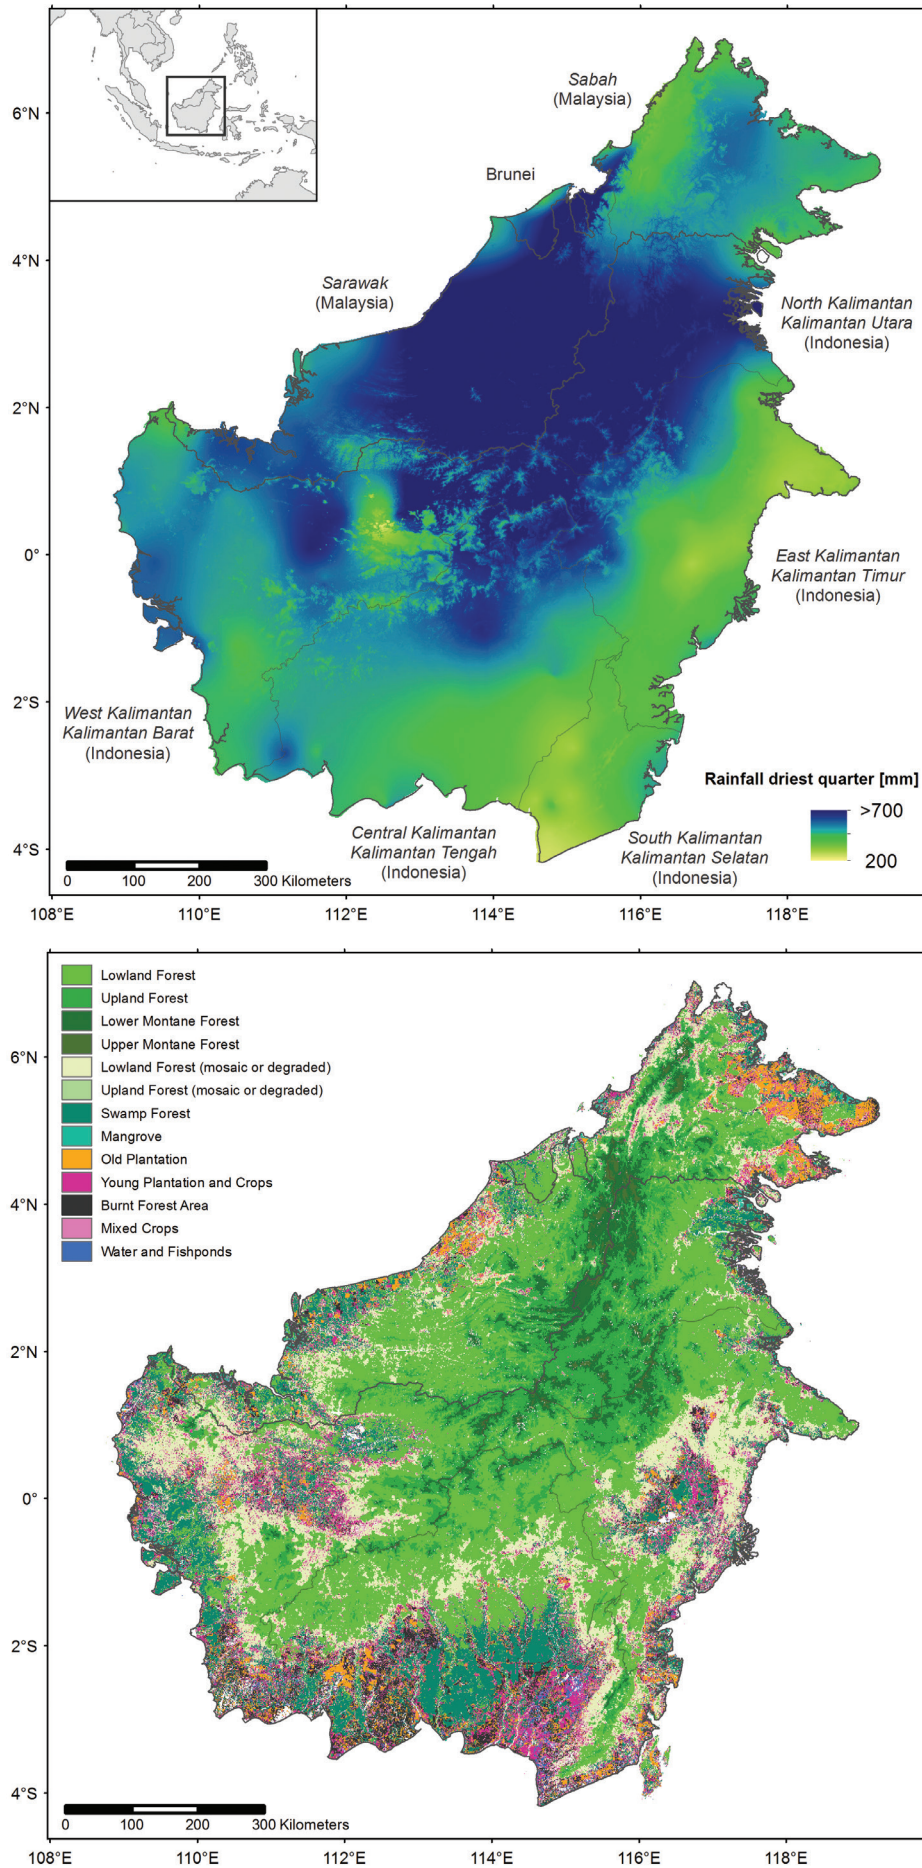 6°N
4°N
2°N
0°
2°S
4°S
Sabah
(Malaysia)
Brunei
Sarawak
(Malaysia)
North Kalimantan
Kalimantan Utara
(Indonesia)
East Kalimantan
Kalimantan Timur
(Indonesia)
West Kalimantan
Kalimantan Barat
(Indonesia)
Central Kalimantan
Kalimantan Tengah
(Indonesia)
South Kalimantan
Kalimantan Selatan
(Indonesia)
Rainfall driest quarter [mm]
>700
200
0 100 200 300 Kilometers
108°E 110°E 112°E 114°E 116°E 118°E
Lowland Forest
Upland Forest
Lower Montane Forest
Upper Montane Forest
Lowland Forest (mosaic or degraded)
Upland Forest (mosaic or degraded)
Swamp Forest
Mangrove
Old Plantation
Young Plantation and Crops
Burnt Forest Area
Mixed Crops
Water and Fishponds
6°N
4°N
2°N
0°
2°S
4°S
0 100 200 300 Kilometers
108°E 110°E 112°E 114°E 116°E 118°E